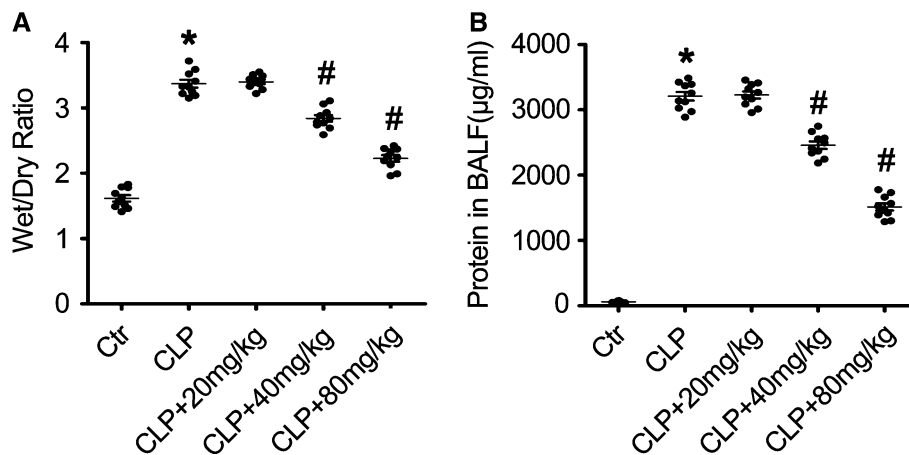 A
Wet/Dry Ratio
4
3
2
1
0
*
#
#
Ctr
CLP
CLP+20mg/kg
CLP+40mg/kg
CLP+80mg/kg
B
Protein in BALF(μg/ml)
4000
3000
2000
1000
0
*
#
#
Ctr
CLP
CLP+20mg/kg
CLP+40mg/kg
CLP+80mg/kg